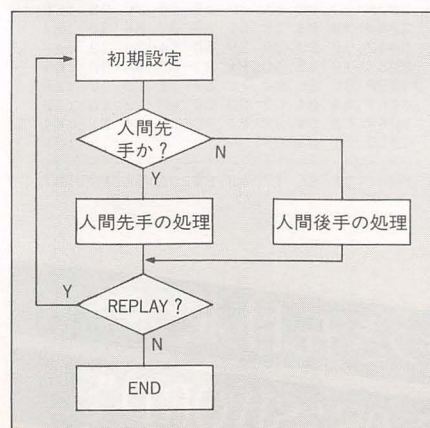 初期設定
人間先
手か？
N
Y
人間先手の処理
人間後手の処理
Y
REPLAY？
N
END